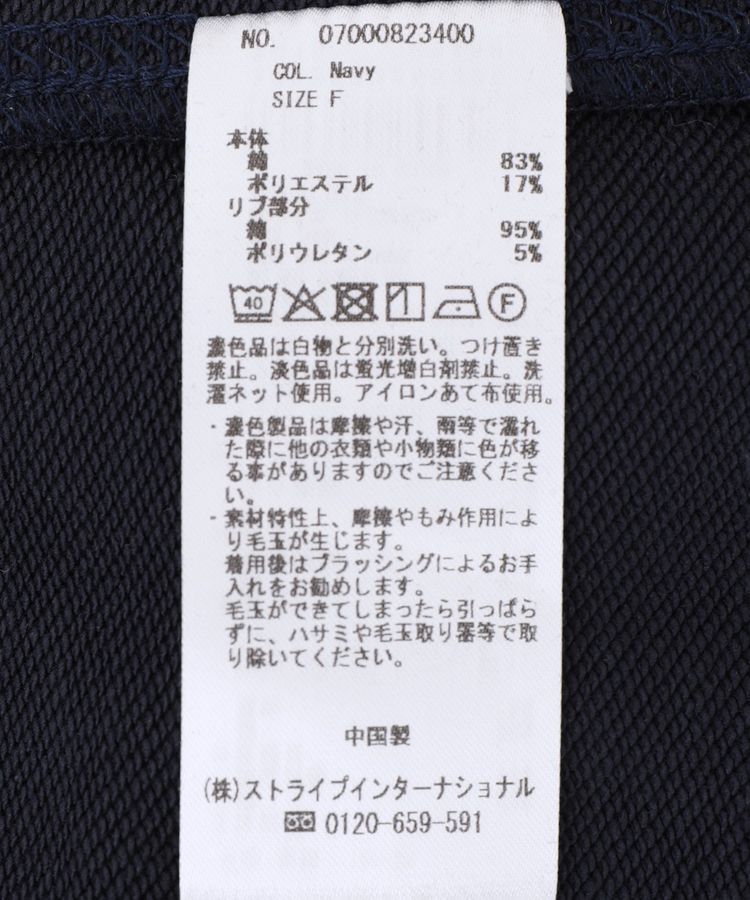 NO. 07000823400
COL. Navy
SIZE F
本体
綿 83%
ポリエステル 17%
リブ部分
綿 95%
ポリウレタン 5%
40 F
濃色品は白物と分別洗い。つけ置き
禁止。淡色品は蛍光増白剤禁止。洗
濯ネット使用。アイロンあて布使用。
・濃色製品は摩擦や汗、雨等で濡れ
た際に他の衣類や小物類に色が移
る事がありますのでご注意くださ
い。
・素材特性上、摩擦やもみ作用によ
り毛玉が生じます。
着用後はブラッシングによるお手
入れをお勧めします。
毛玉ができてしまったら引っぱら
ずに、ハサミや毛玉取り器等で取
り除いてください。
中国製
(株)ストライプインターナショナル
0120-659-591